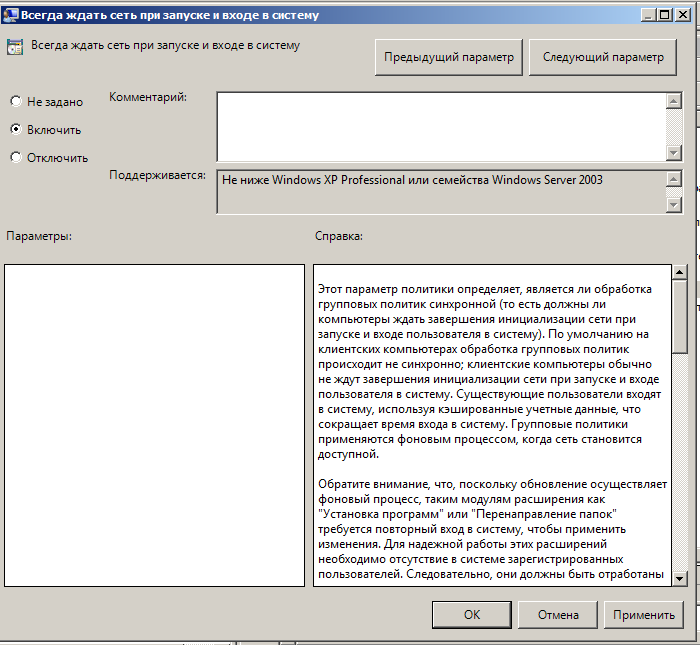 Всегда ждать сеть при запуске и входе в систему
Всегда ждать сеть при запуске и входе в систему
Предыдущий параметр
Следующий параметр
Не задано
Комментарий:
Включить
Отключить
Поддерживается:
Не ниже Windows XP Professional или семейства Windows Server 2003
Параметры:
Справка:
Этот параметр политики определяет, является ли обработка
групповых политик синхронной (то есть должны ли
компьютеры ждать завершения инициализации сети при
запуске и входе пользователя в систему). По умолчанию на
клиентских компьютерах обработка групповых политик
происходит не синхронно; клиентские компьютеры обычно
не ждут завершения инициализации сети при запуске и входе
пользователя в систему. Существующие пользователи входят
в систему, используя кэшированные учетные данные, что
сокращает время входа в систему. Групповые политики
применяются фоновым процессом, когда сеть становится
доступной.
Обратите внимание, что, поскольку обновление осуществляет
фоновый процесс, таким модулям расширения как
"Установка программ" или "Перенаправление папок"
требуется повторный вход в систему, чтобы применить
изменения. Для надежной работы этих расширений
необходимо отсутствие в системе зарегистрированных
пользователей. Следовательно, они должны быть отработаны
ОК
Отмена
Применить